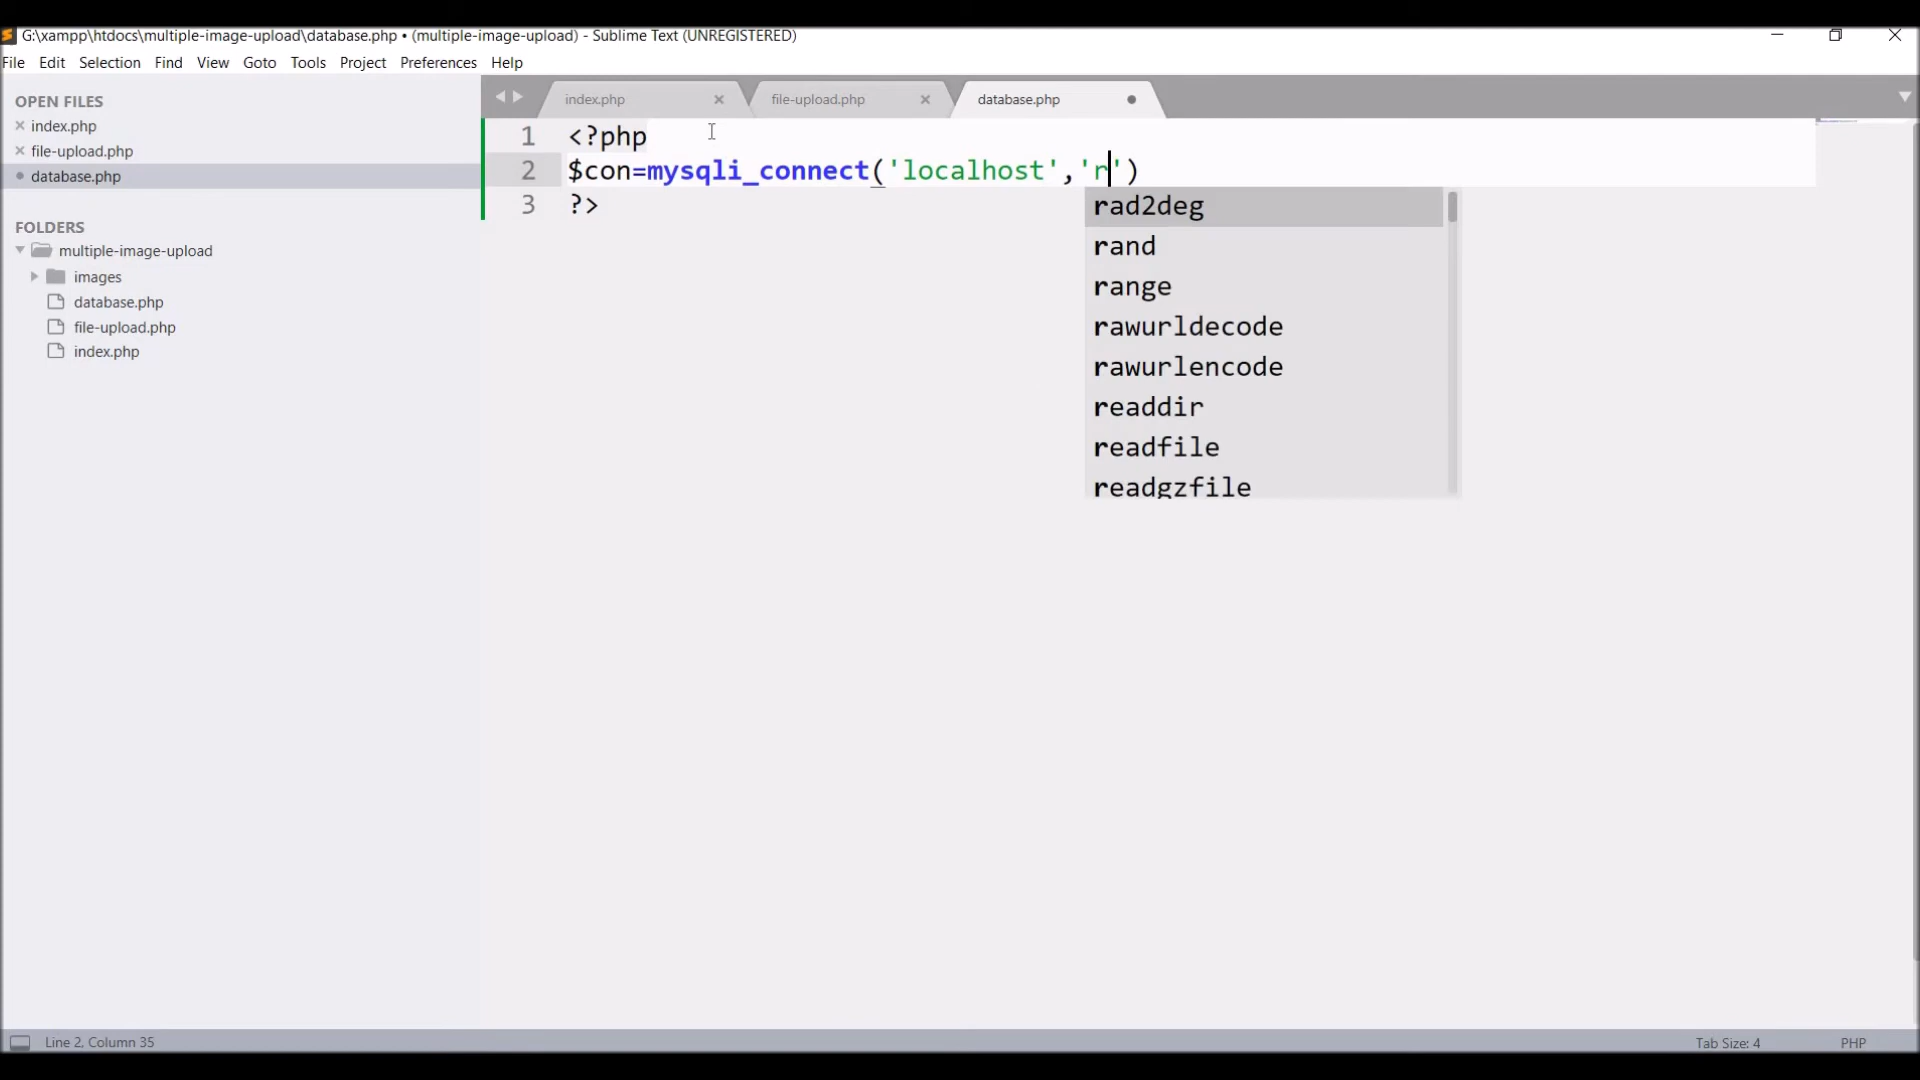 G:\xampp\htdocs\multiple-image-upload\database.php • (multiple-image-upload) - Sublime Text (UNREGISTERED)
File Edit Selection Find View Goto Tools Project Preferences Help
OPEN FILES
index.php
file-upload.php
database.php
FOLDERS
multiple-image-upload
images
database.php
file-upload.php
index.php
index.php file-upload.php database.php
1 <?php
2 $con=mysqli_connect('localhost','r')
3 ?>
rad2deg
rand
range
rawurldecode
rawurlencode
readdir
readfile
readgzfile
Line 2, Column 35 Tab Size: 4 PHP